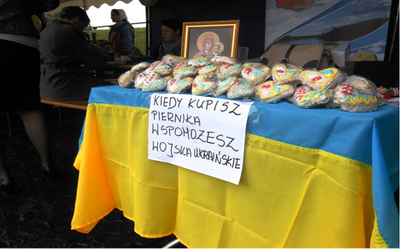 KIEDY KUPISZ
PIERNIKA
WSPOMOŻESZ
WOJSKA UKRAIŃSKIE